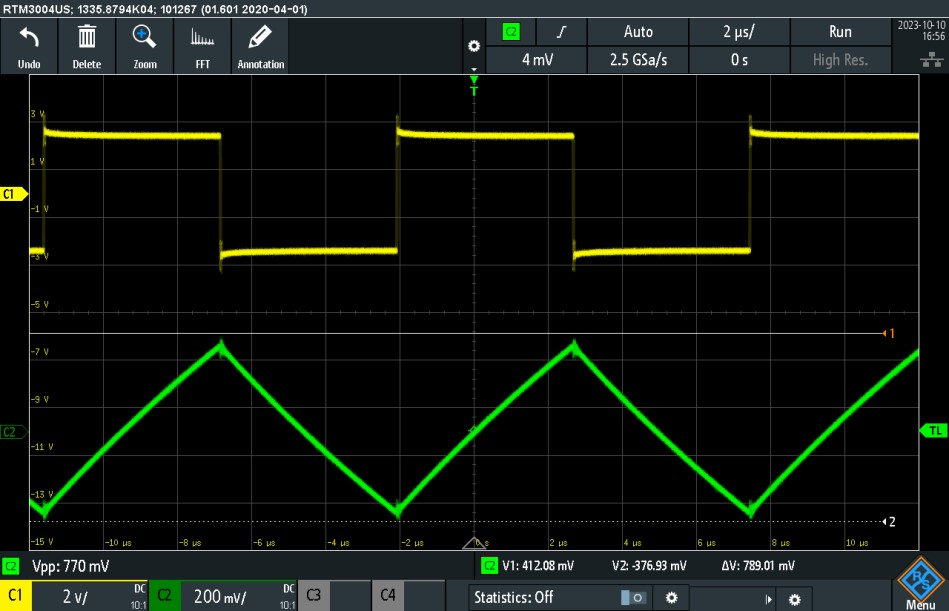 RTM3004US; 1335.8794K04; 101267 (01.601 2020-04-01)
Undo
Delete
Zoom
FFT
Annotation
C2
Auto
2 µs/
Run
2023-10-10
16:56
4 mV
2.5 GSa/s
0 s
High Res.
T
3 V
1 V
C1
-1 V
-3 V
-5 V
1
-7 V
-9 V
C2
TL
-11 V
-13 V
2
-15 V
-10 µs
-8 µs
-6 µs
-4 µs
-2 µs
0 s
2 µs
4 µs
6 µs
8 µs
10 µs
C2
Vpp: 770 mV
C2
V1: 412.08 mV
V2: -376.93 mV
ΔV: 789.01 mV
C1
2 V/
DC
10:1
C2
200 mV/
DC
10:1
C3
C4
Statistics: Off
R&S
Menu